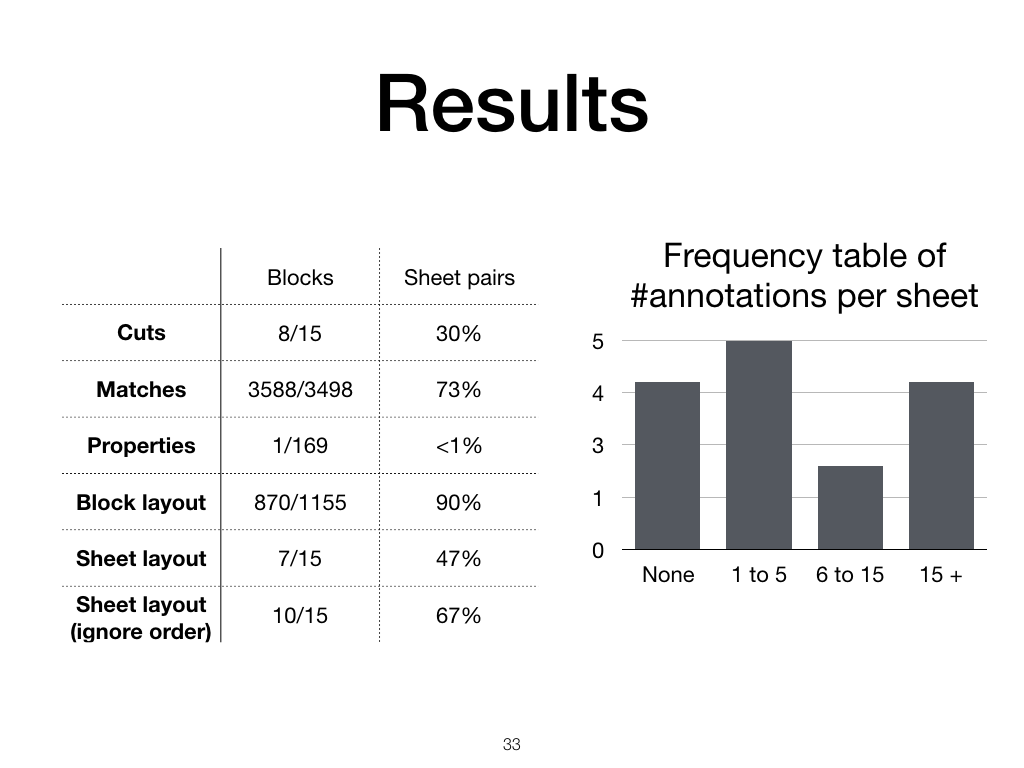 Results
Blocks Sheet pairs
Cuts 8/15 30%
Matches 3588/3498 73%
Properties 1/169 <1%
Block layout 870/1155 90%
Sheet layout 7/15 47%
Sheet layout
(ignore order) 10/15 67%
Frequency table of
#annotations per sheet
5
4
3
1
0
None 1 to 5 6 to 15 15 +
33